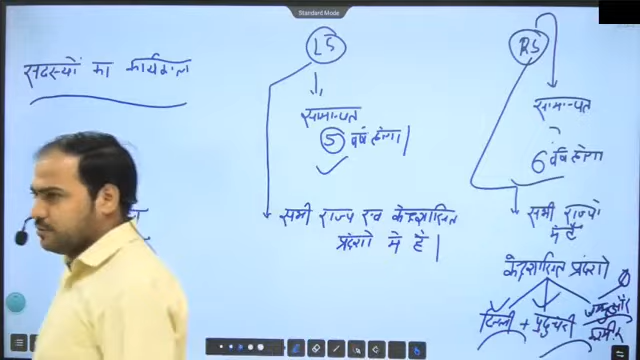 Standard Mode
सदस्यों का कार्यकाल
LS
सामान्यतः
5 वर्ष होगा
सभी राज्य एवं केन्द्रशासित
प्रदेशों में है
RS
सामान्यतः
6 वर्ष होगा
सभी राज्यों
में है
केन्द्रशासित प्रदेशों
दिल्ली + पुदुचेरी